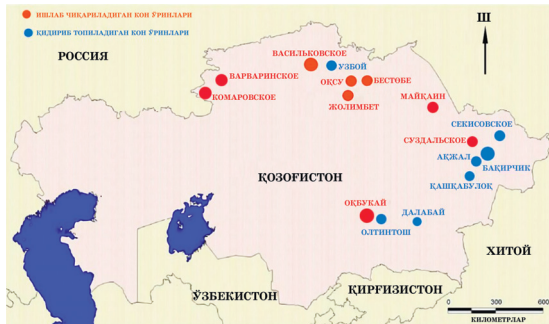 ИШЛАБ ЧИҚАРИЛАДИГАН КОН ЎРИНЛАРИ
ҚИДИРИБ ТОПИЛАДИГАН КОН ЎРИНЛАРИ
Ш
РОССИЯ
ВАСИЛЬКОВСКОЕ
УЗБОЙ
ВАРВАРИНСКОЕ
ОҚСУ
БЕСТОБЕ
КОМАРОВСКОЕ
ЖОЛИМБЕТ
МАЙҚАИН
СЕКИСОВСКОЕ
СУЗДАЛЬСКОЕ
АҚЖАЛ
БАҚИРЧИК
ҚОЗОҒИСТОН
ҚАШҚАБУЛОҚ
ОҚБУКАЙ
ДАЛАБАЙ
ОЛТИНТОШ
ХИТОЙ
ЎЗБЕКИСТОН
ҚИРҒИЗИСТОН
0 150 300 600
КИЛОМЕТРЛАР